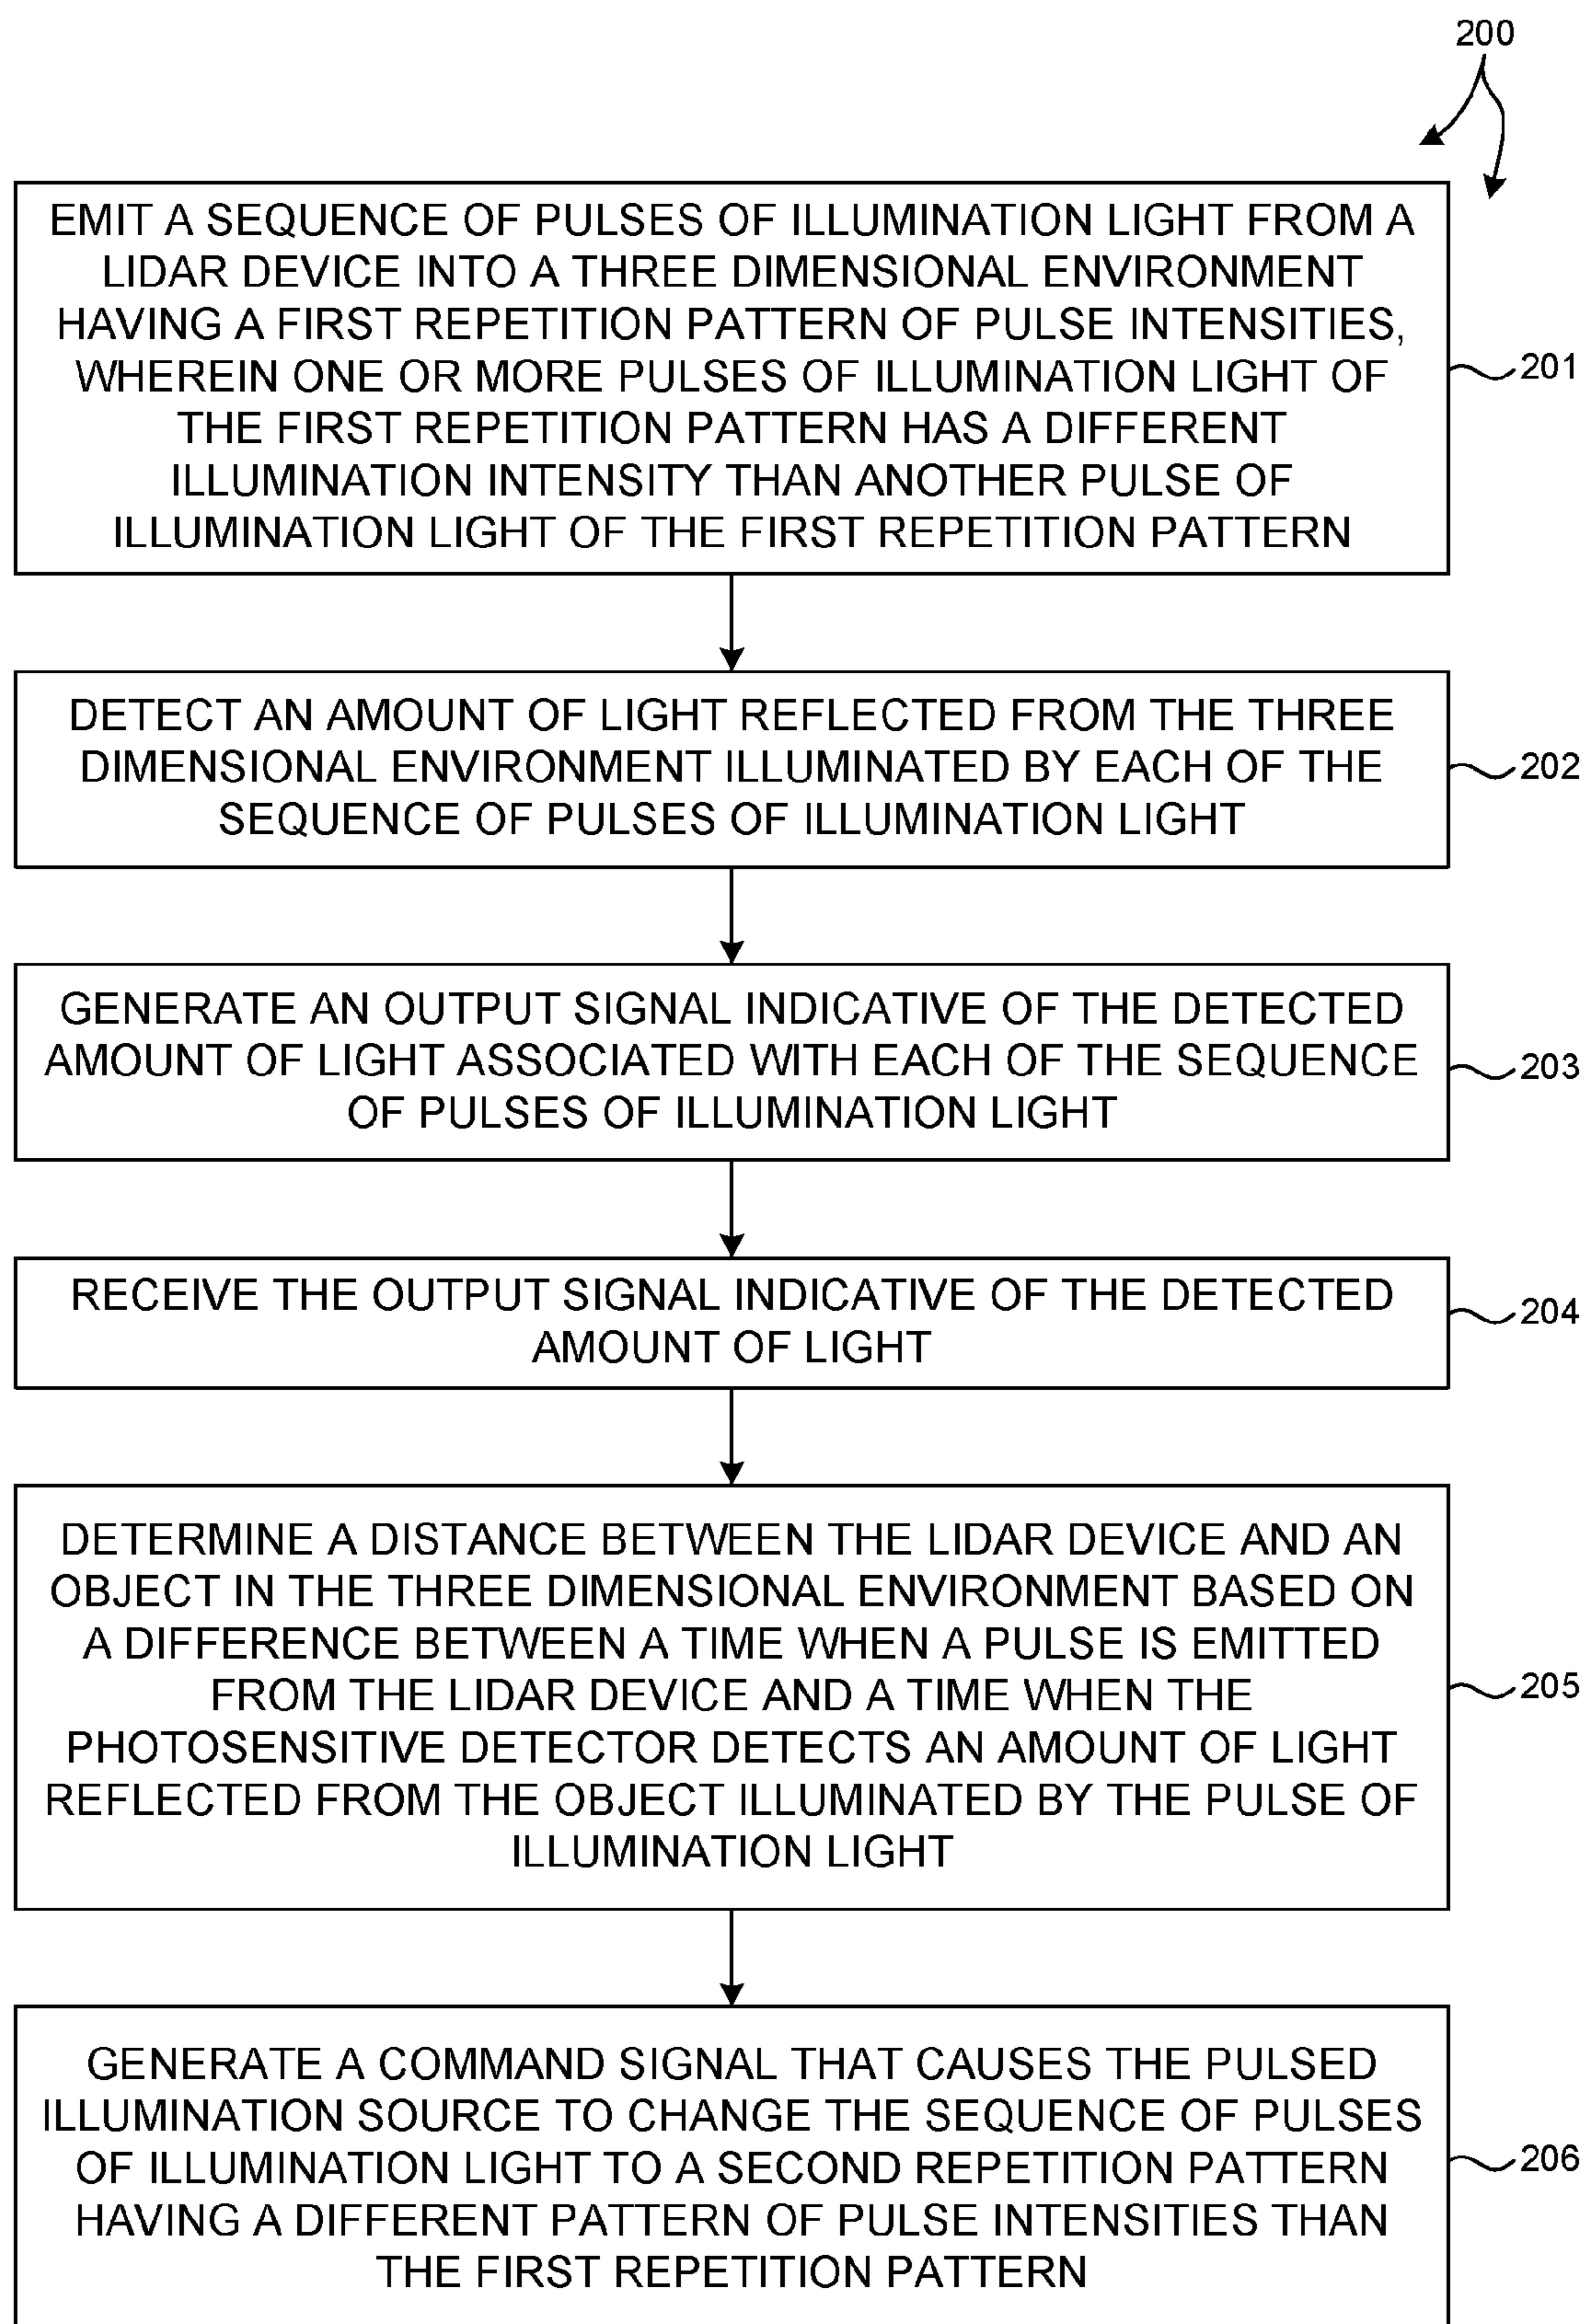 200
EMIT A SEQUENCE OF PULSES OF ILLUMINATION LIGHT FROM A
LIDAR DEVICE INTO A THREE DIMENSIONAL ENVIRONMENT
HAVING A FIRST REPETITION PATTERN OF PULSE INTENSITIES,
WHEREIN ONE OR MORE PULSES OF ILLUMINATION LIGHT OF
THE FIRST REPETITION PATTERN HAS A DIFFERENT
ILLUMINATION INTENSITY THAN ANOTHER PULSE OF
ILLUMINATION LIGHT OF THE FIRST REPETITION PATTERN
201
DETECT AN AMOUNT OF LIGHT REFLECTED FROM THE THREE
DIMENSIONAL ENVIRONMENT ILLUMINATED BY EACH OF THE
SEQUENCE OF PULSES OF ILLUMINATION LIGHT
202
GENERATE AN OUTPUT SIGNAL INDICATIVE OF THE DETECTED
AMOUNT OF LIGHT ASSOCIATED WITH EACH OF THE SEQUENCE
OF PULSES OF ILLUMINATION LIGHT
203
RECEIVE THE OUTPUT SIGNAL INDICATIVE OF THE DETECTED
AMOUNT OF LIGHT
204
DETERMINE A DISTANCE BETWEEN THE LIDAR DEVICE AND AN
OBJECT IN THE THREE DIMENSIONAL ENVIRONMENT BASED ON
A DIFFERENCE BETWEEN A TIME WHEN A PULSE IS EMITTED
FROM THE LIDAR DEVICE AND A TIME WHEN THE
PHOTOSENSITIVE DETECTOR DETECTS AN AMOUNT OF LIGHT
REFLECTED FROM THE OBJECT ILLUMINATED BY THE PULSE OF
ILLUMINATION LIGHT
205
GENERATE A COMMAND SIGNAL THAT CAUSES THE PULSED
ILLUMINATION SOURCE TO CHANGE THE SEQUENCE OF PULSES
OF ILLUMINATION LIGHT TO A SECOND REPETITION PATTERN
HAVING A DIFFERENT PATTERN OF PULSE INTENSITIES THAN
THE FIRST REPETITION PATTERN
206